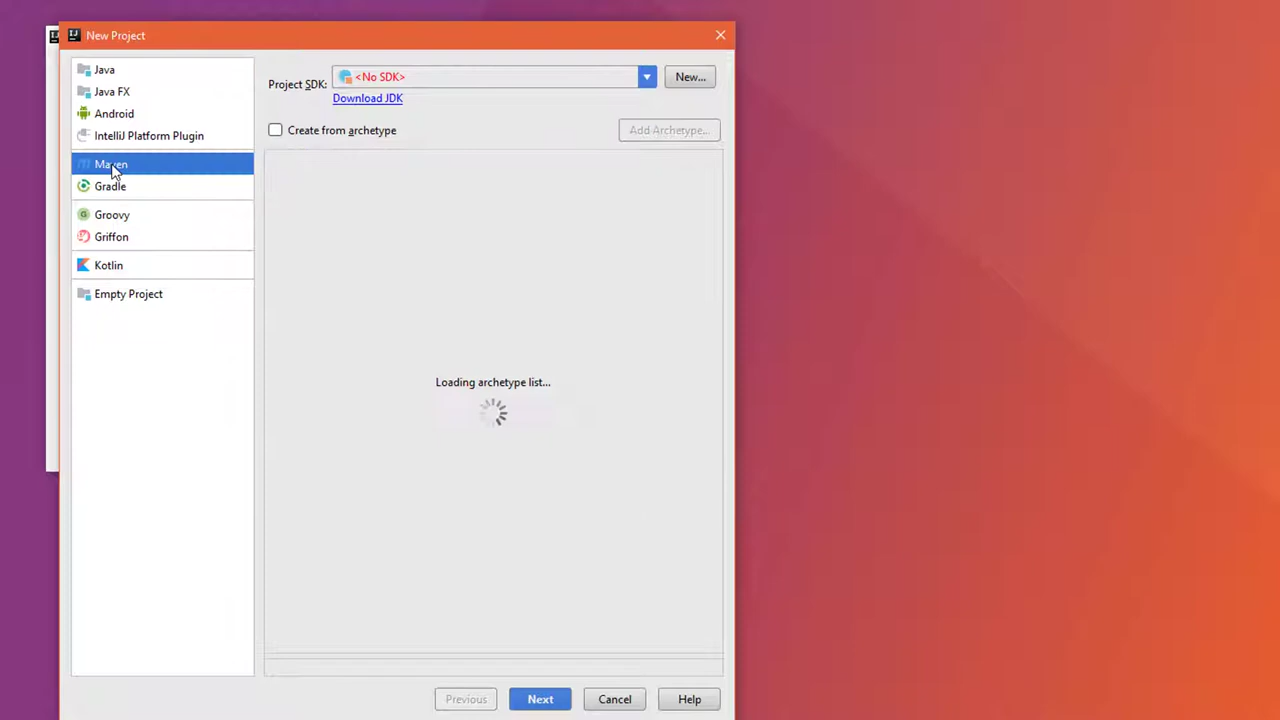 New Project
Java
Java FX
Android
IntelliJ Platform Plugin
Maven
Gradle
Groovy
Griffon
Kotlin
Empty Project
Project SDK:
<No SDK>
New...
Download JDK
Create from archetype
Add Archetype...
Loading archetype list...
Previous
Next
Cancel
Help